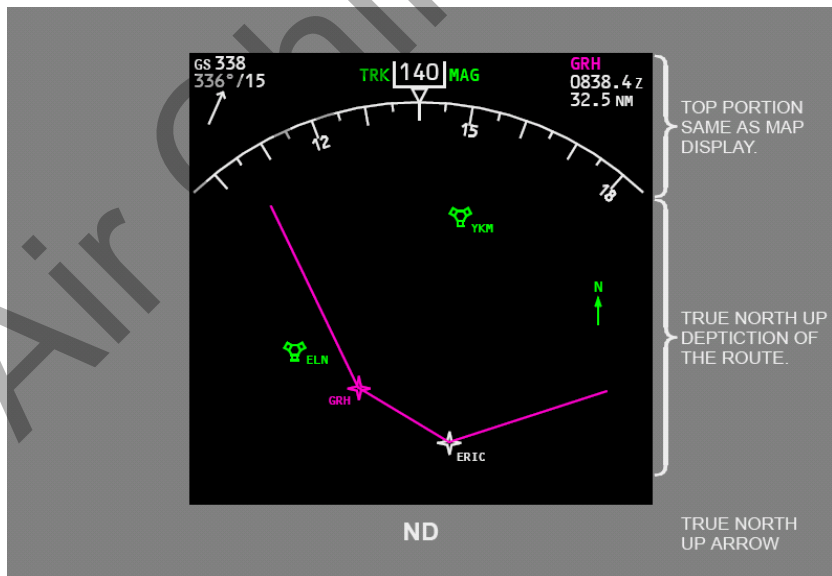 GS 338
336°/15
TRK 140 MAG
GRH
0838.4 Z
32.5 NM
12
15
18
TOP PORTION
SAME AS MAP
DISPLAY.
YKM
N
ELN
TRUE NORTH UP
DEPTICTION OF
THE ROUTE.
GRH
ERIC
ND
TRUE NORTH
UP ARROW